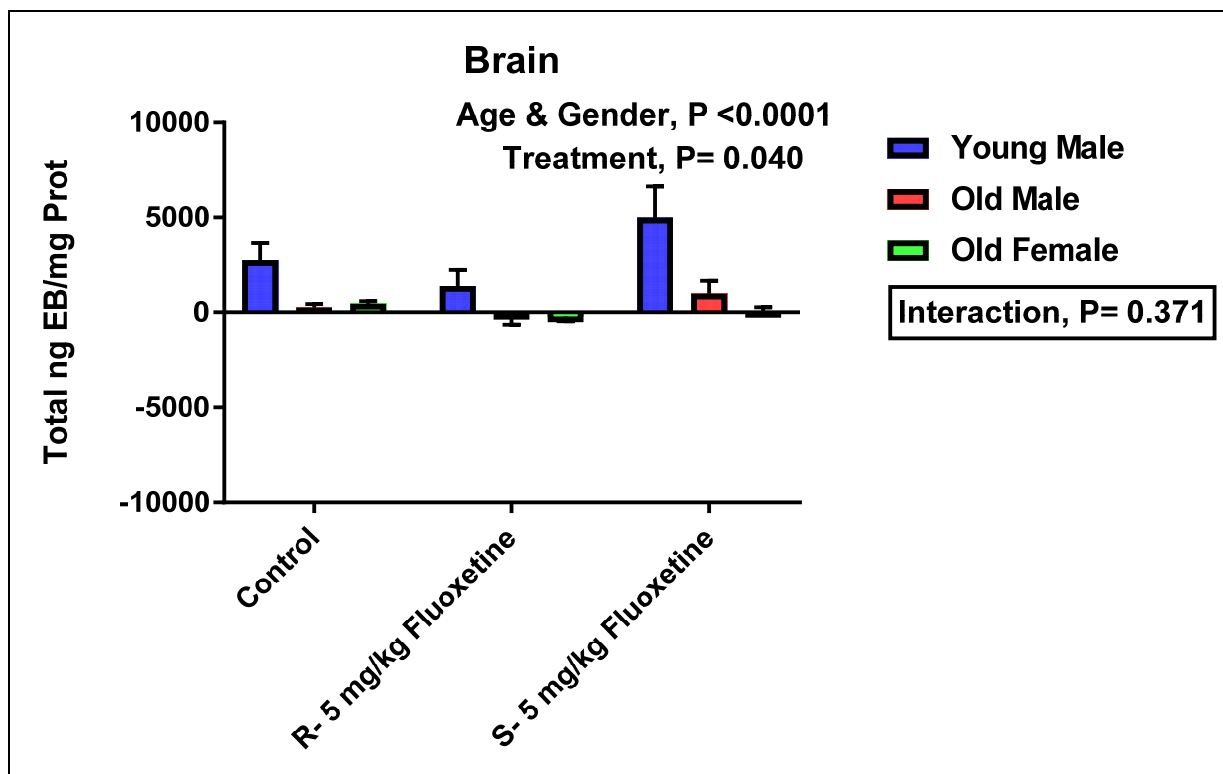 Brain
Age & Gender, P <0.0001
Treatment, P= 0.040
Total ng EB/mg Prot
10000
5000
0
-5000
-10000
Control
R- 5 mg/kg Fluoxetine
S- 5 mg/kg Fluoxetine
Young Male
Old Male
Old Female
Interaction, P= 0.371